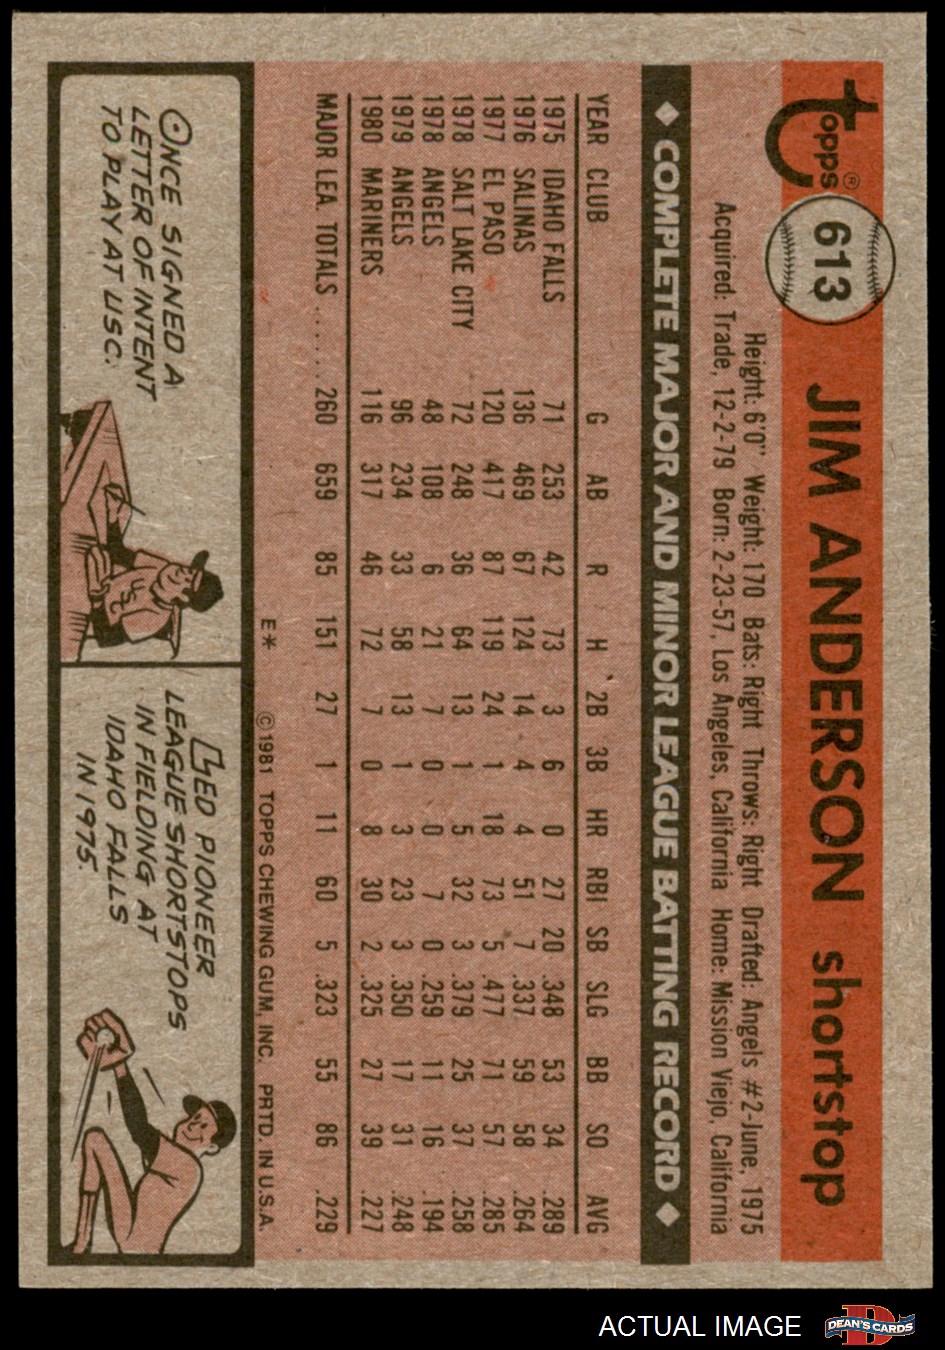 Topps®
613
JIM ANDERSON shortstop
Height: 6'0" Weight: 170 Bats: Right Throws: Right Drafted: Angels #2-June, 1975
Acquired: Trade, 12-2-79 Born: 2-23-57, Los Angeles, California Home: Mission Viejo, California
◆ COMPLETE MAJOR AND MINOR LEAGUE BATTING RECORD ◆
YEAR CLUB G AB R H 2B 3B HR RBI SB SLG BB SO AVG
1975 IDAHO FALLS 71 253 42 73 3 6 0 27 20 .348 53 34 .289
1976 SALINAS 136 469 67 124 14 4 4 51 7 .337 59 58 .264
1977 EL PASO 120 417 87 119 24 1 18 73 5 .477 71 57 .285
1978 SALT LAKE CITY 72 248 36 64 13 1 5 32 3 .379 25 37 .258
1978 ANGELS 48 108 6 21 7 0 0 7 0 .259 11 16 .194
1979 ANGELS 96 234 33 58 13 1 3 23 3 .350 17 31 .248
1980 MARINERS 116 317 46 72 7 0 8 30 2 .325 27 39 .227
MAJOR LEA. TOTALS ...... 260 659 85 151 27 1 11 60 5 .323 55 86 .229
E* ©1981 TOPPS CHEWING GUM, INC. PRTD. IN U.S.A.
ONCE SIGNED A
LETTER OF INTENT
TO PLAY AT USC.
LED PIONEER
LEAGUE SHORTSTOPS
IN FIELDING AT
IDAHO FALLS
IN 1975.
ACTUAL IMAGE
DEAN'S CARDS